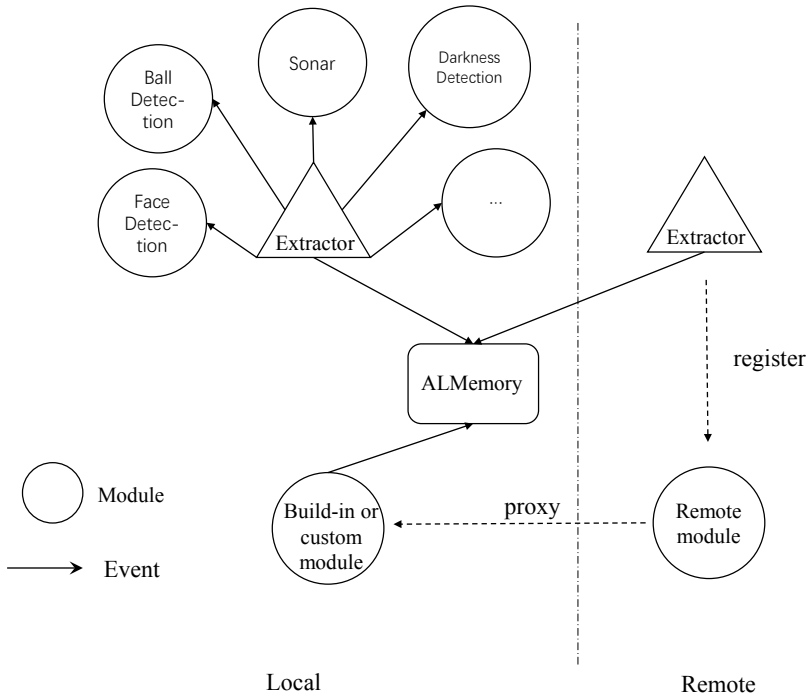 Ball
Detec-
tion
Sonar
Darkness
Detection
Face
Detec-
tion
Extractor
...
Extractor
ALMemory
register
Module
Event
Build-in or
custom
module
proxy
Remote
module
Local
Remote